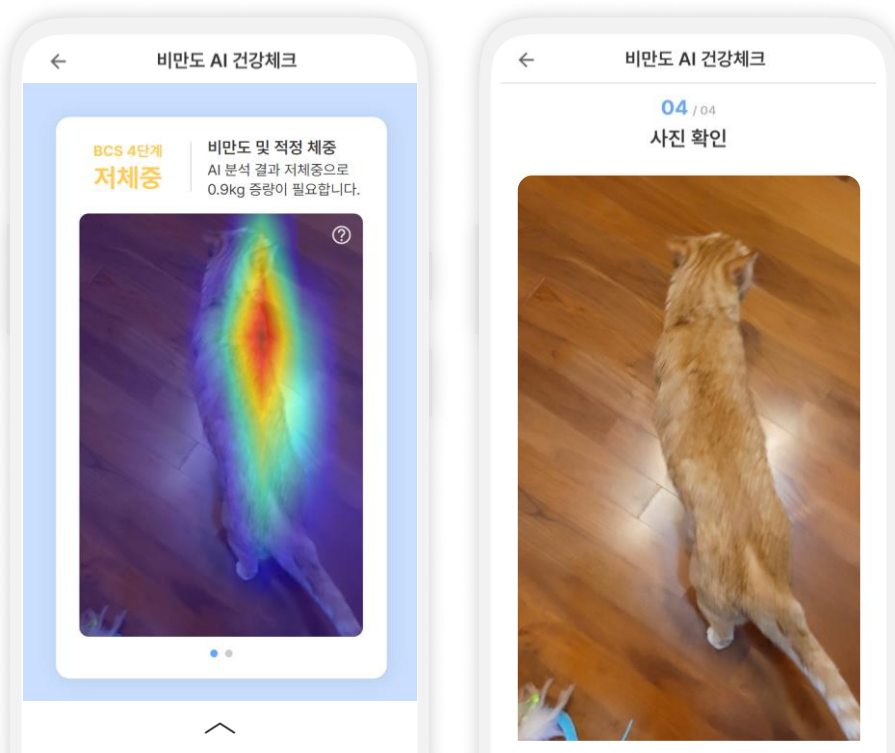 비만도 AI 건강체크
BCS 4단계
저체중
비만도 및 적정 체중
AI 분석 결과 저체중으로
0.9kg 증량이 필요합니다.
?
비만도 AI 건강체크
04 / 04
사진 확인